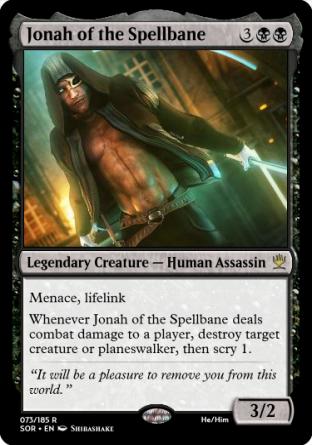 Jonah of the Spellbane 3
Legendary Creature — Human Assassin
Menace, lifelink
Whenever Jonah of the Spellbane deals
combat damage to a player, destroy target
creature or planeswalker, then scry 1.
“It will be a pleasure to remove you from this
world.”
3/2
073/185 R He/Him
SOR • EN SHIBASHAKE